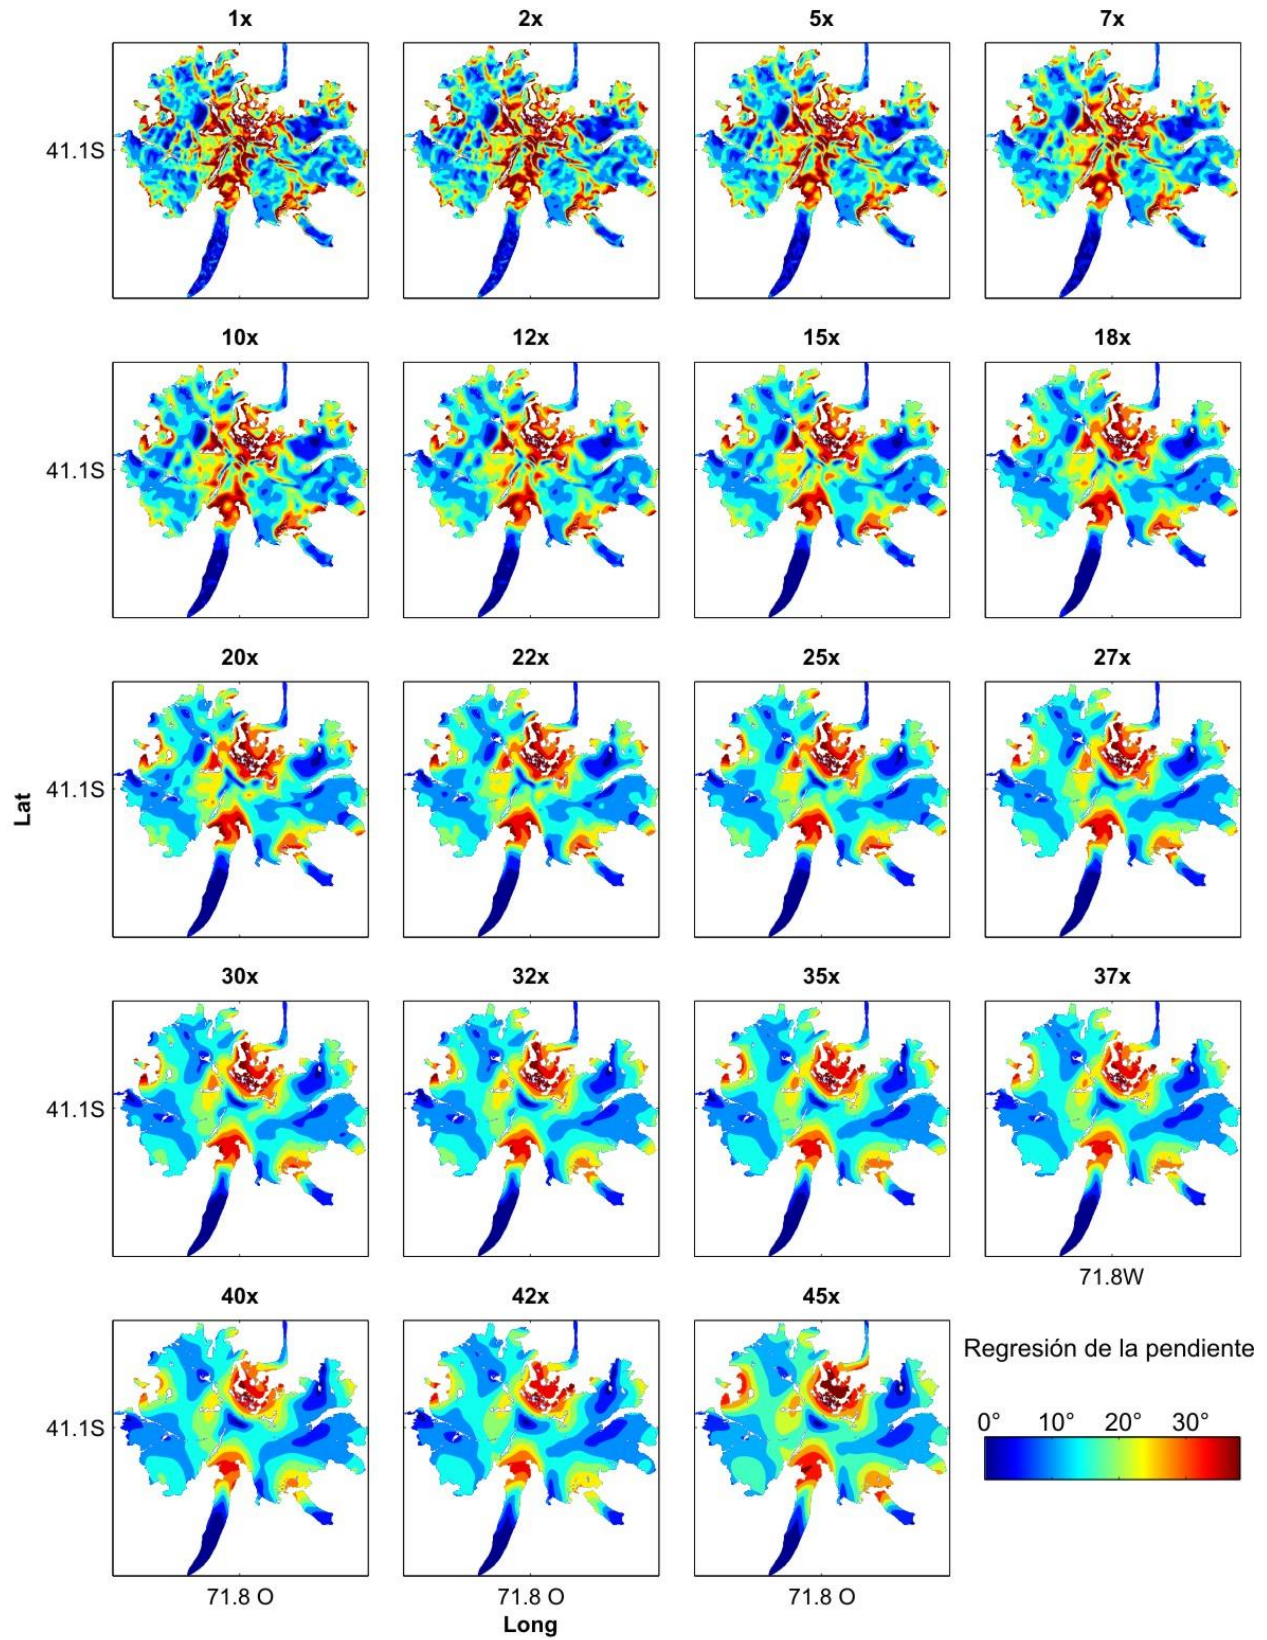 1x 2x 5x 7x
41.1S
10x 12x 15x 18x
41.1S
20x 22x 25x 27x
41.1S
Lat
30x 32x 35x 37x
41.1S
71.8W
40x 42x 45x
Regresión de la pendiente
0° 10° 20° 30°
41.1S
71.8 O 71.8 O 71.8 O
Long